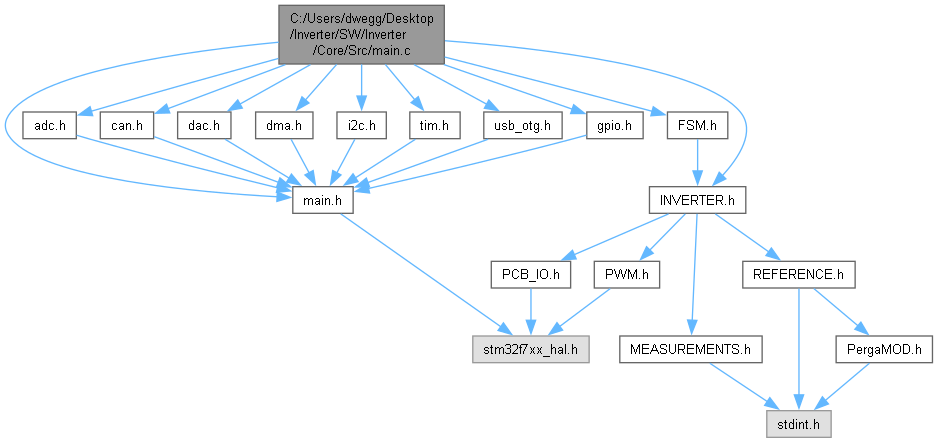 C:/Users/dwegg/Desktop
/Inverter/SW/Inverter
/Core/Src/main.c
adc.h
can.h
dac.h
dma.h
i2c.h
tim.h
usb_otg.h
gpio.h
FSM.h
main.h
INVERTER.h
PCB_IO.h
PWM.h
REFERENCE.h
stm32f7xx_hal.h
MEASUREMENTS.h
PergaMOD.h
stdint.h